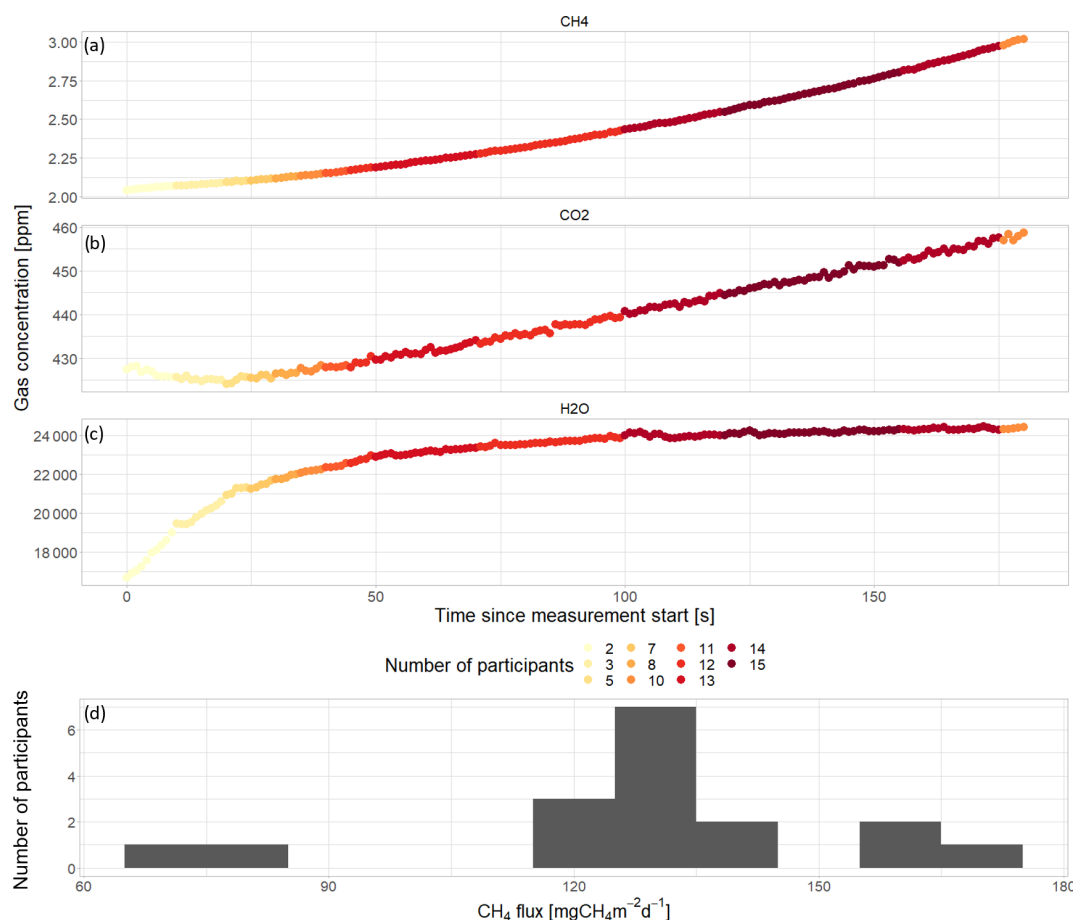 CH4
(a)
3.00
2.75
2.50
2.25
2.00
CO2
(b)
460
450
440
430
Gas concentration [ppm]
H2O
(c)
24 000
22 000
20 000
18 000
0 50 100 150
Time since measurement start [s]
Number of participants
2 7 11 14
3 8 12 15
5 10 13
(d)
6
4
2
0
Number of participants
60 90 120 150 180
CH₄ flux [mgCH₄m⁻²d⁻¹]